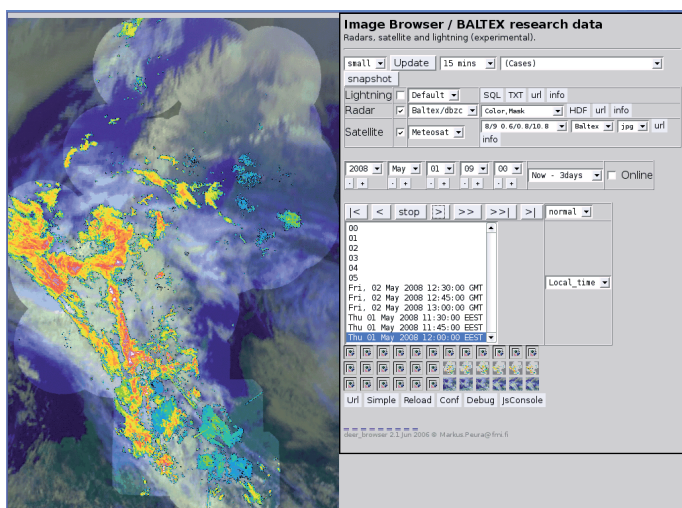 Image Browser / BALTEX research data
Radars, satellite and lightning (experimental).
small Update 15 mins (Cases)
snapshot
Lightning Default SQL TXT url info
Radar Baltex/dbzc Color,Mask HDF url info
Satellite Meteosat 8/9 0.6/0.8/10.8 Baltex jpg url
info
2008 May 01 09 00 Now - 3days Online
- + - + - + - + - +
|< < stop > >> >>| >| normal
00
01
02
03
04
05
Fri, 02 May 2008 12:30:00 GMT
Local_time
Fri, 02 May 2008 12:45:00 GMT
Fri, 02 May 2008 13:00:00 GMT
Thu 01 May 2008 11:30:00 EEST
Thu 01 May 2008 11:45:00 EEST
Thu 01 May 2008 12:00:00 EEST
Url Simple Reload Conf Debug JsConsole
deer_browser 2.1 Jun 2006 © Markus.Peura@fmi.fi